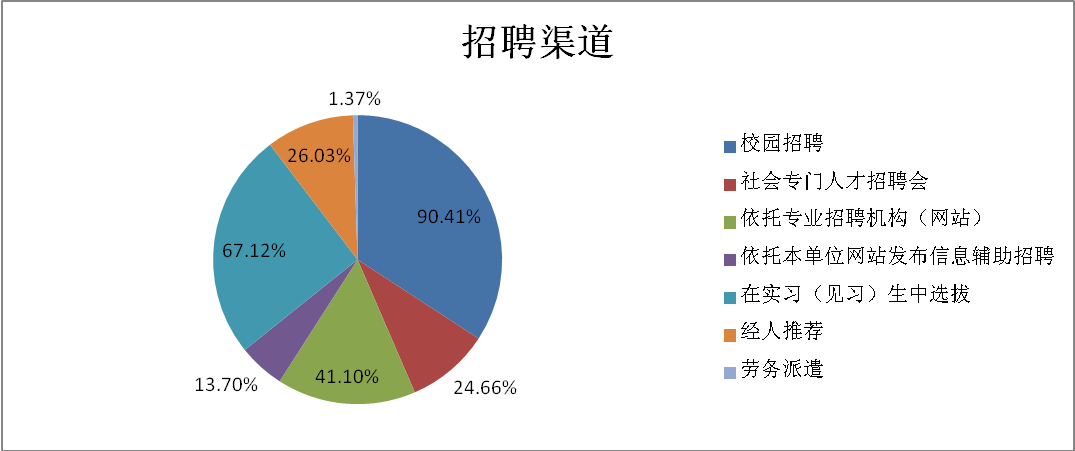 招聘渠道
1.37%
26.03%
90.41%
67.12%
41.10%
13.70%
24.66%
校园招聘
社会专门人才招聘会
依托专业招聘机构（网站）
依托本单位网站发布信息辅助招聘
在实习（见习）生中选拔
经人推荐
劳务派遣